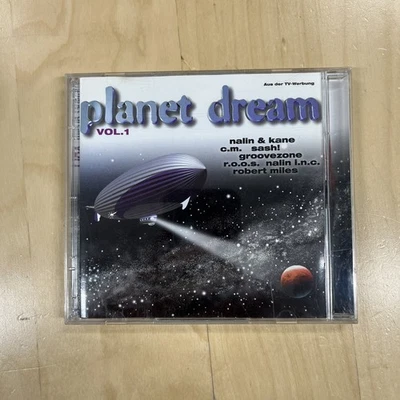 Aus der TV-Werbung
planet dream
VOL.1
nalin & kane
c.m. sash!
groovezone
r.o.o.s. nalin i.n.c.
robert miles